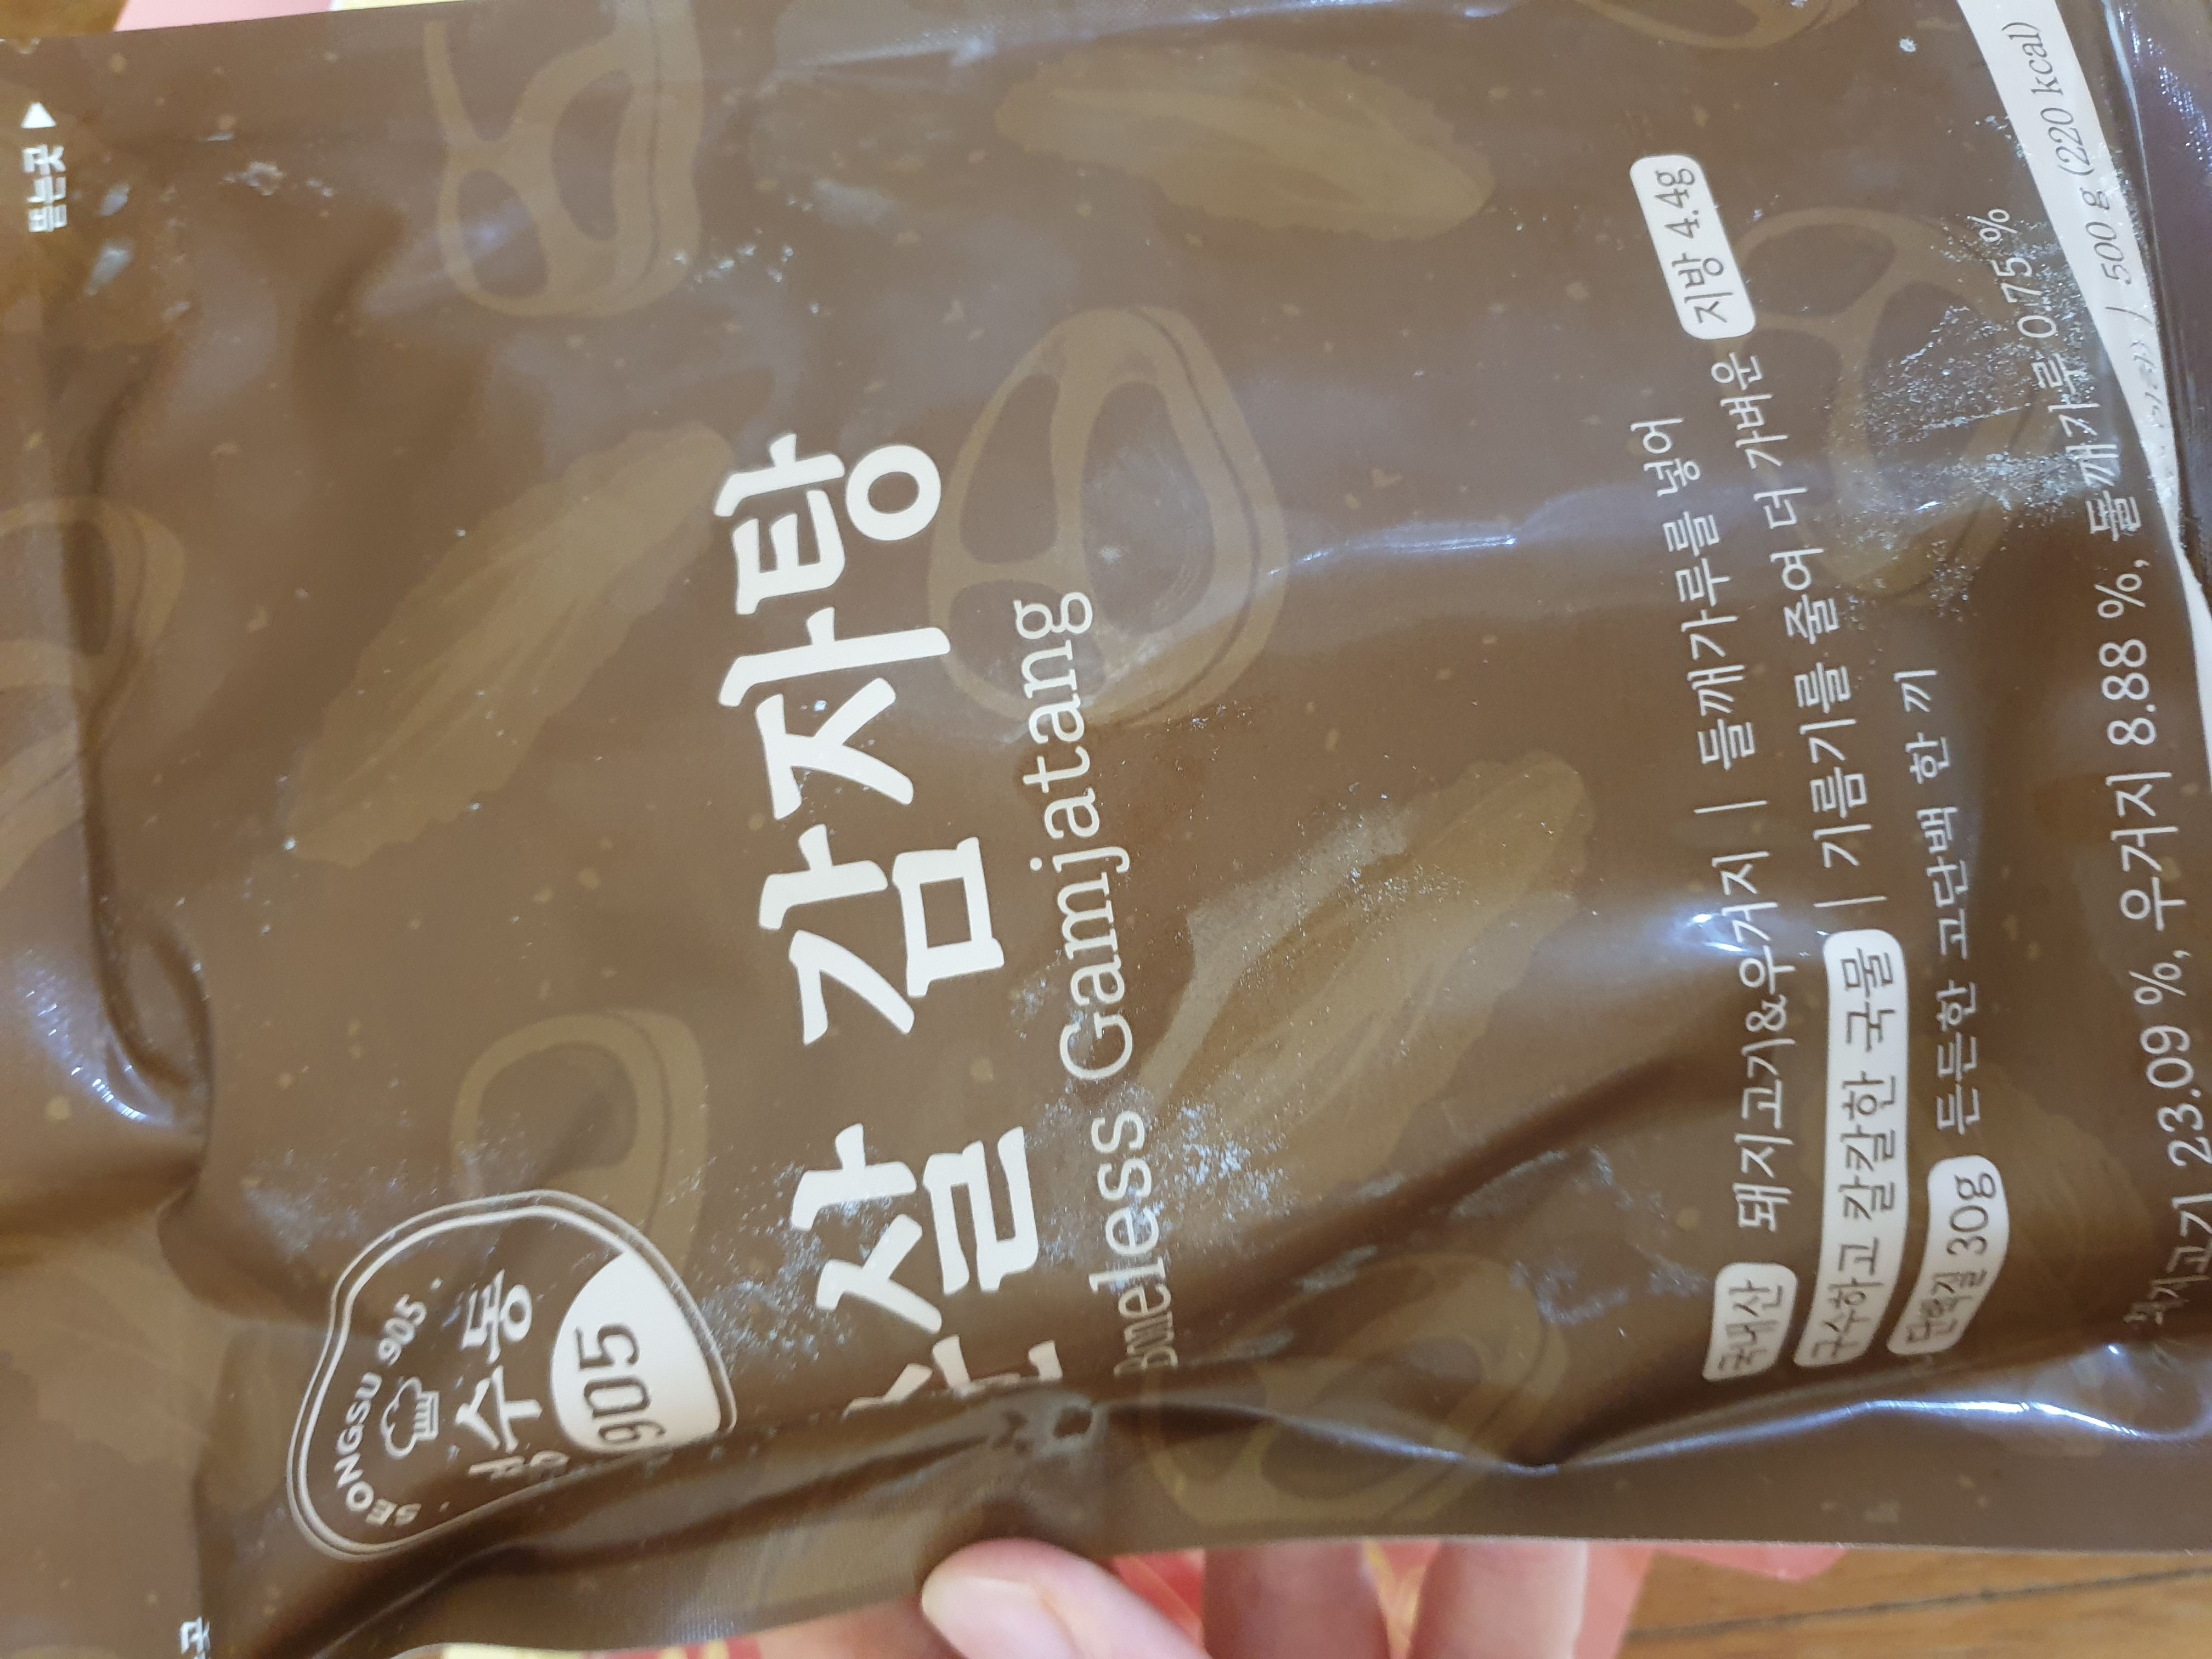 뜯는곳
SEONGSU 905
성수동
905
순살 감자탕
Boneless Gamjatang
국내산 돼지고기&우거지 | 들깨가루를 넣어
구수하고 칼칼한 국물 | 기름기를 줄여 더 가벼운 지방 4.4g
단백질 30g 든든한 고단백 한 끼
돼지고기 23.09 %, 우거지 8.88 %, 들깨가루 0.75 %
/ 500 g (220 kcal)